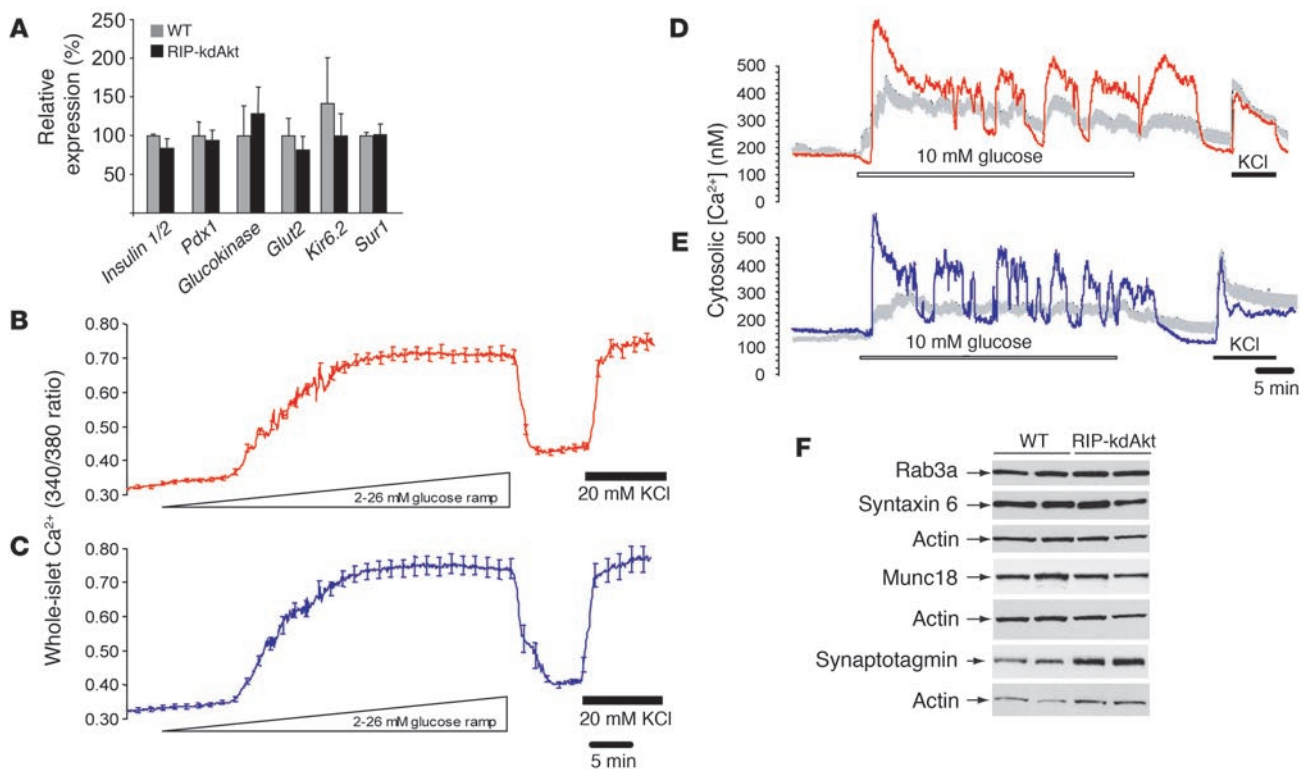 A
250
200
150
100
50
Relative
expression (%)
WT
RIP-kdAkt
Insulin 1/2
Pdx1
Glucokinase
Glut2
Kir6.2
Sur1
B
0.80
0.70
0.60
0.50
0.40
0.30
2-26 mM glucose ramp
20 mM KCl
C
0.80
0.70
0.60
0.50
0.40
0.30
Whole-islet Ca²⁺ (340/380 ratio)
2-26 mM glucose ramp
20 mM KCl
5 min
D
500
400
300
200
100
0
10 mM glucose
KCl
E
500
400
300
200
100
0
Cytosolic [Ca²⁺] (nM)
10 mM glucose
KCl
5 min
F
WT RIP-kdAkt
Rab3a
Syntaxin 6
Actin
Munc18
Actin
Synaptotagmin
Actin